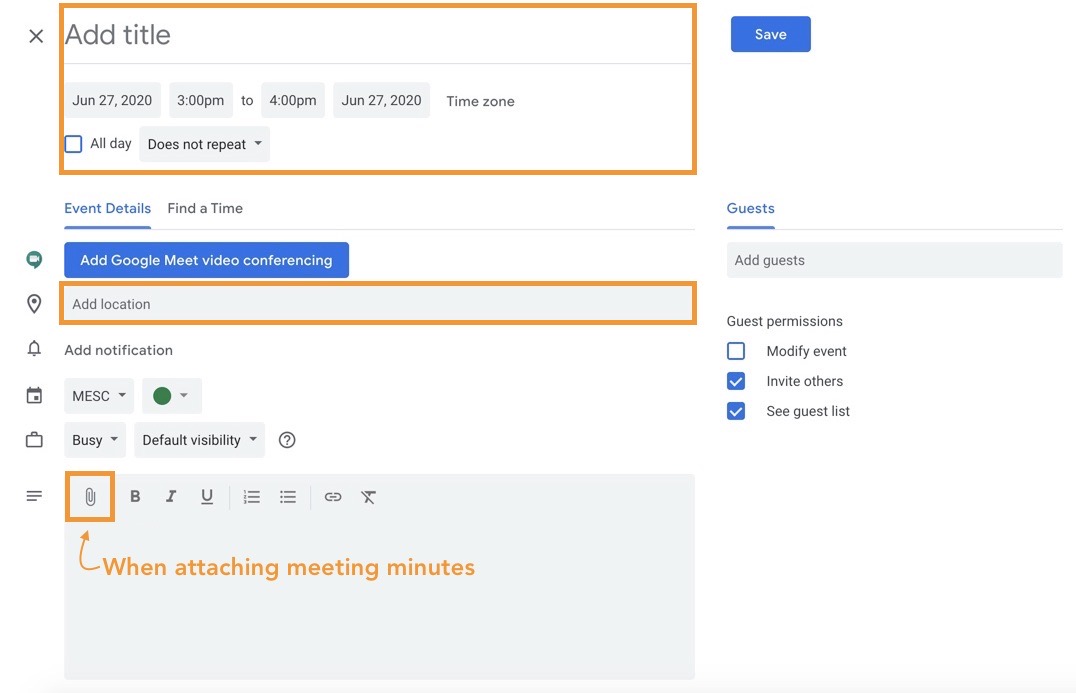 Add title
Save
Jun 27, 2020 3:00pm to 4:00pm Jun 27, 2020 Time zone
All day Does not repeat
Event Details Find a Time
Guests
Add Google Meet video conferencing
Add guests
Add location
Guest permissions
Add notification
Modify event
Invite others
MESC
See guest list
Busy Default visibility
B I U
When attaching meeting minutes